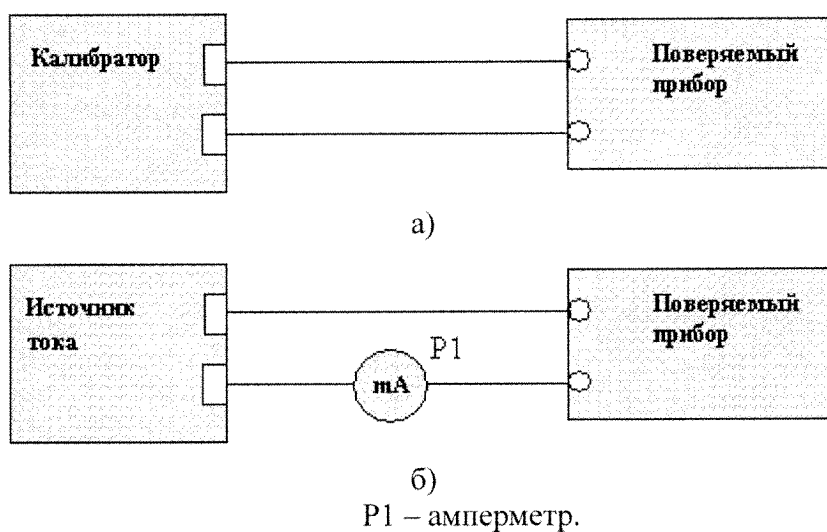 Калибратор
Поверяемый
прибор
а)
Источник
тока
P1
mA
Поверяемый
прибор
б)
P1 – амперметр.